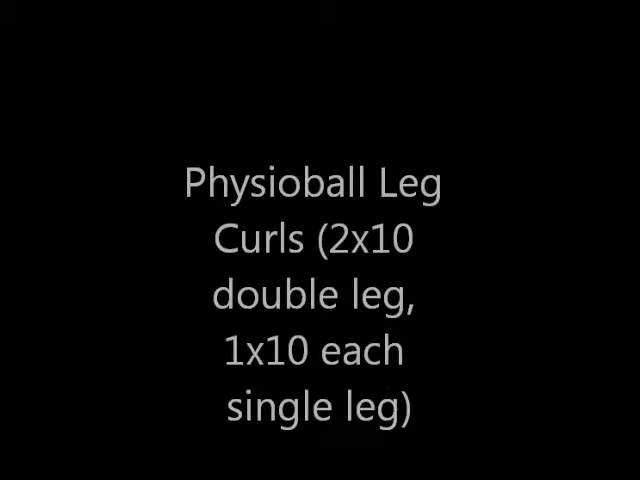 Physioball Leg
Curls (2x10
double leg,
1x10 each
single leg)